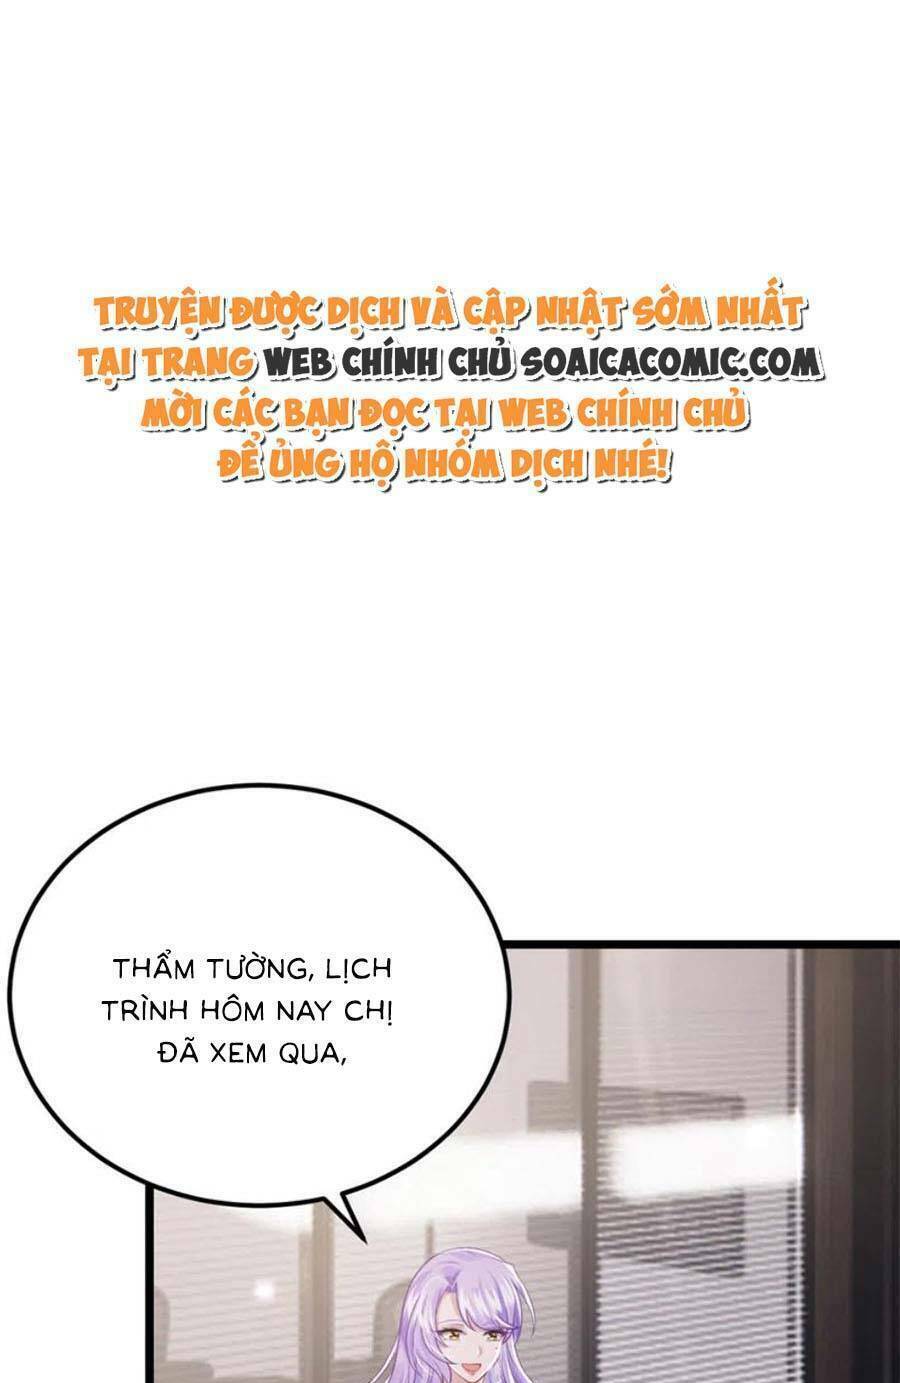 TRUYỆN ĐƯỢC DỊCH VÀ CẬP NHẬT SỚM NHẤT
TẠI TRANG WEB CHÍNH CHỦ SOAICACOMIC.COM
MỜI CÁC BẠN ĐỌC TẠI WEB CHÍNH CHỦ
ĐỂ ỦNG HỘ NHÓM DỊCH NHÉ!
THẨM TƯỜNG, LỊCH
TRÌNH HÔM NAY CHỊ
ĐÃ XEM QUA,